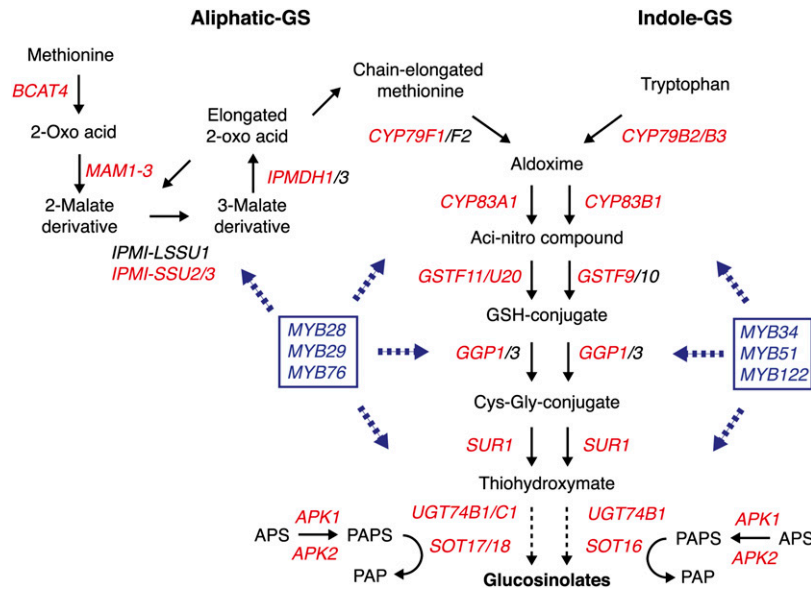 Aliphatic-GS
Indole-GS
Methionine
BCAT4
2-Oxo acid
MAM1-3
2-Malate
derivative
IPMI-LSSU1
IPMI-SSU2/3
3-Malate
derivative
IPMDH1/3
Elongated
2-oxo acid
Chain-elongated
methionine
Tryptophan
CYP79F1/F2
CYP79B2/B3
Aldoxime
CYP83A1
CYP83B1
Aci-nitro compound
GSTF11/U20
GSTF9/10
GSH-conjugate
MYB28
MYB29
MYB76
MYB34
MYB51
MYB122
GGP1/3
GGP1/3
Cys-Gly-conjugate
SUR1
SUR1
Thiohydroxymate
UGT74B1/C1
UGT74B1
SOT17/18
SOT16
APS
APK1
APK2
PAPS
PAP
PAPS
APK1
APK2
APS
PAP
Glucosinolates